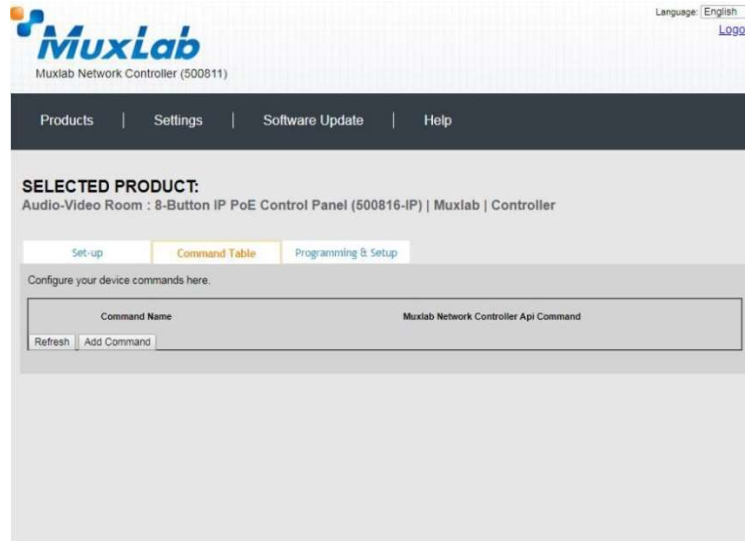 Language: English
Logo
MuxLab
Muxlab Network Controller (500811)
Products | Settings | Software Update | Help
SELECTED PRODUCT:
Audio-Video Room : 8-Button IP PoE Control Panel (500816-IP) | Muxlab | Controller
Set-up Command Table Programming & Setup
Configure your device commands here.
Command Name Muxlab Network Controller Api Command
Refresh Add Command